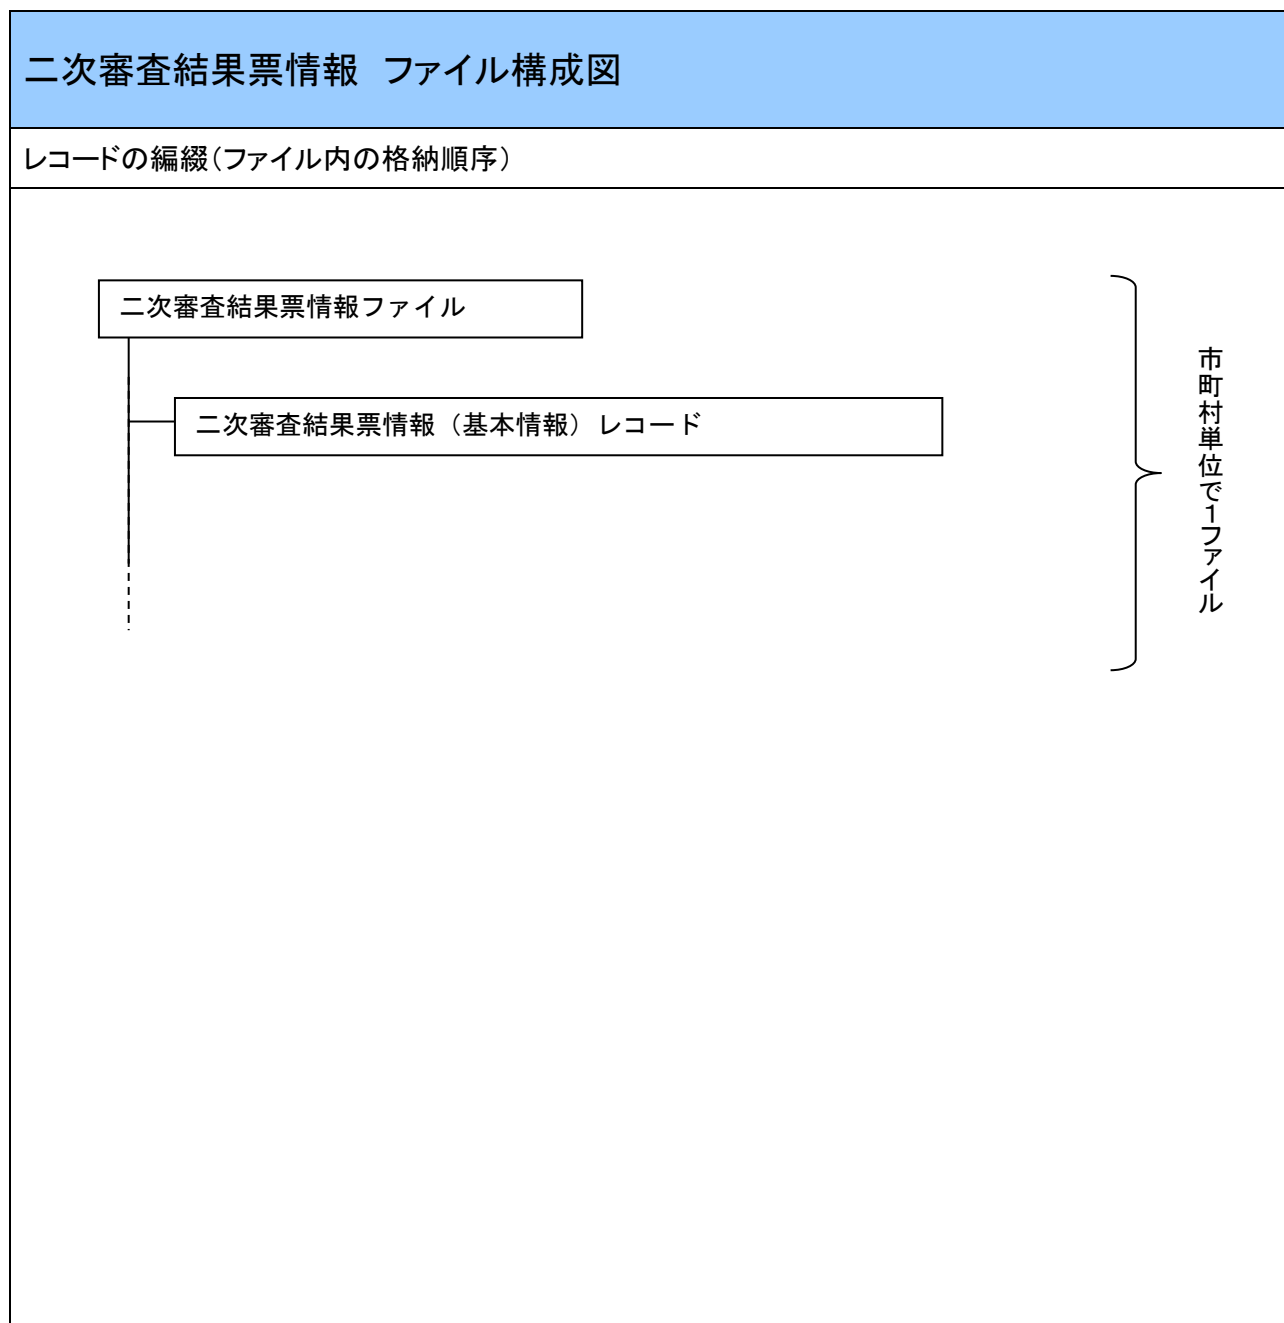 二次審査結果票情報　ファイル構成図
レコードの編綴（ファイル内の格納順序）
二次審査結果票情報ファイル
二次審査結果票情報（基本情報）レコード
市町村単位で1ファイル